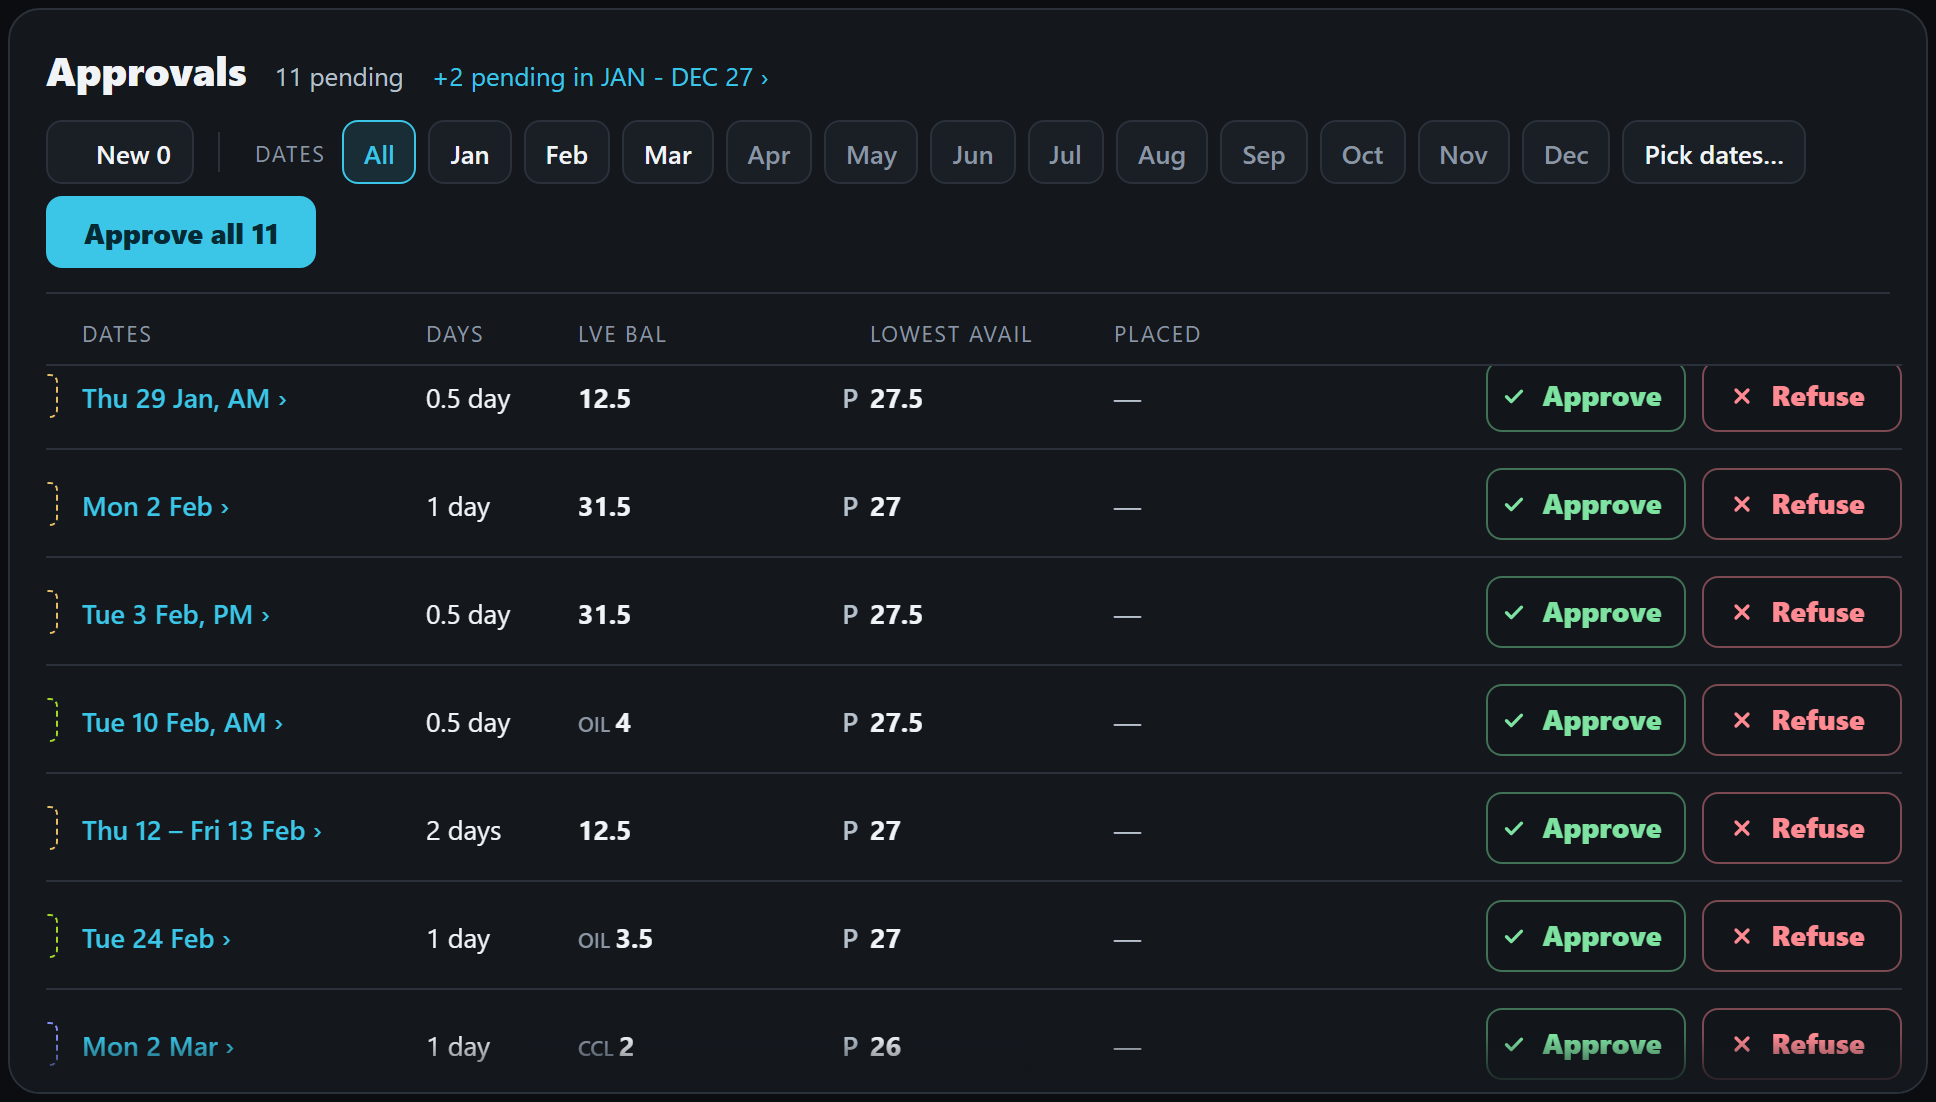 Approvals 11 pending +2 pending in JAN - DEC 27 ›
New 0 DATES All Jan Feb Mar Apr May Jun Jul Aug Sep Oct Nov Dec Pick dates...
Approve all 11
DATES DAYS LVE BAL LOWEST AVAIL PLACED
Thu 29 Jan, AM › 0.5 day 12.5 P 27.5 — ✓ Approve ✕ Refuse
Mon 2 Feb › 1 day 31.5 P 27 — ✓ Approve ✕ Refuse
Tue 3 Feb, PM › 0.5 day 31.5 P 27.5 — ✓ Approve ✕ Refuse
Tue 10 Feb, AM › 0.5 day OIL 4 P 27.5 — ✓ Approve ✕ Refuse
Thu 12 – Fri 13 Feb › 2 days 12.5 P 27 — ✓ Approve ✕ Refuse
Tue 24 Feb › 1 day OIL 3.5 P 27 — ✓ Approve ✕ Refuse
Mon 2 Mar › 1 day CCL 2 P 26 — ✓ Approve ✕ Refuse